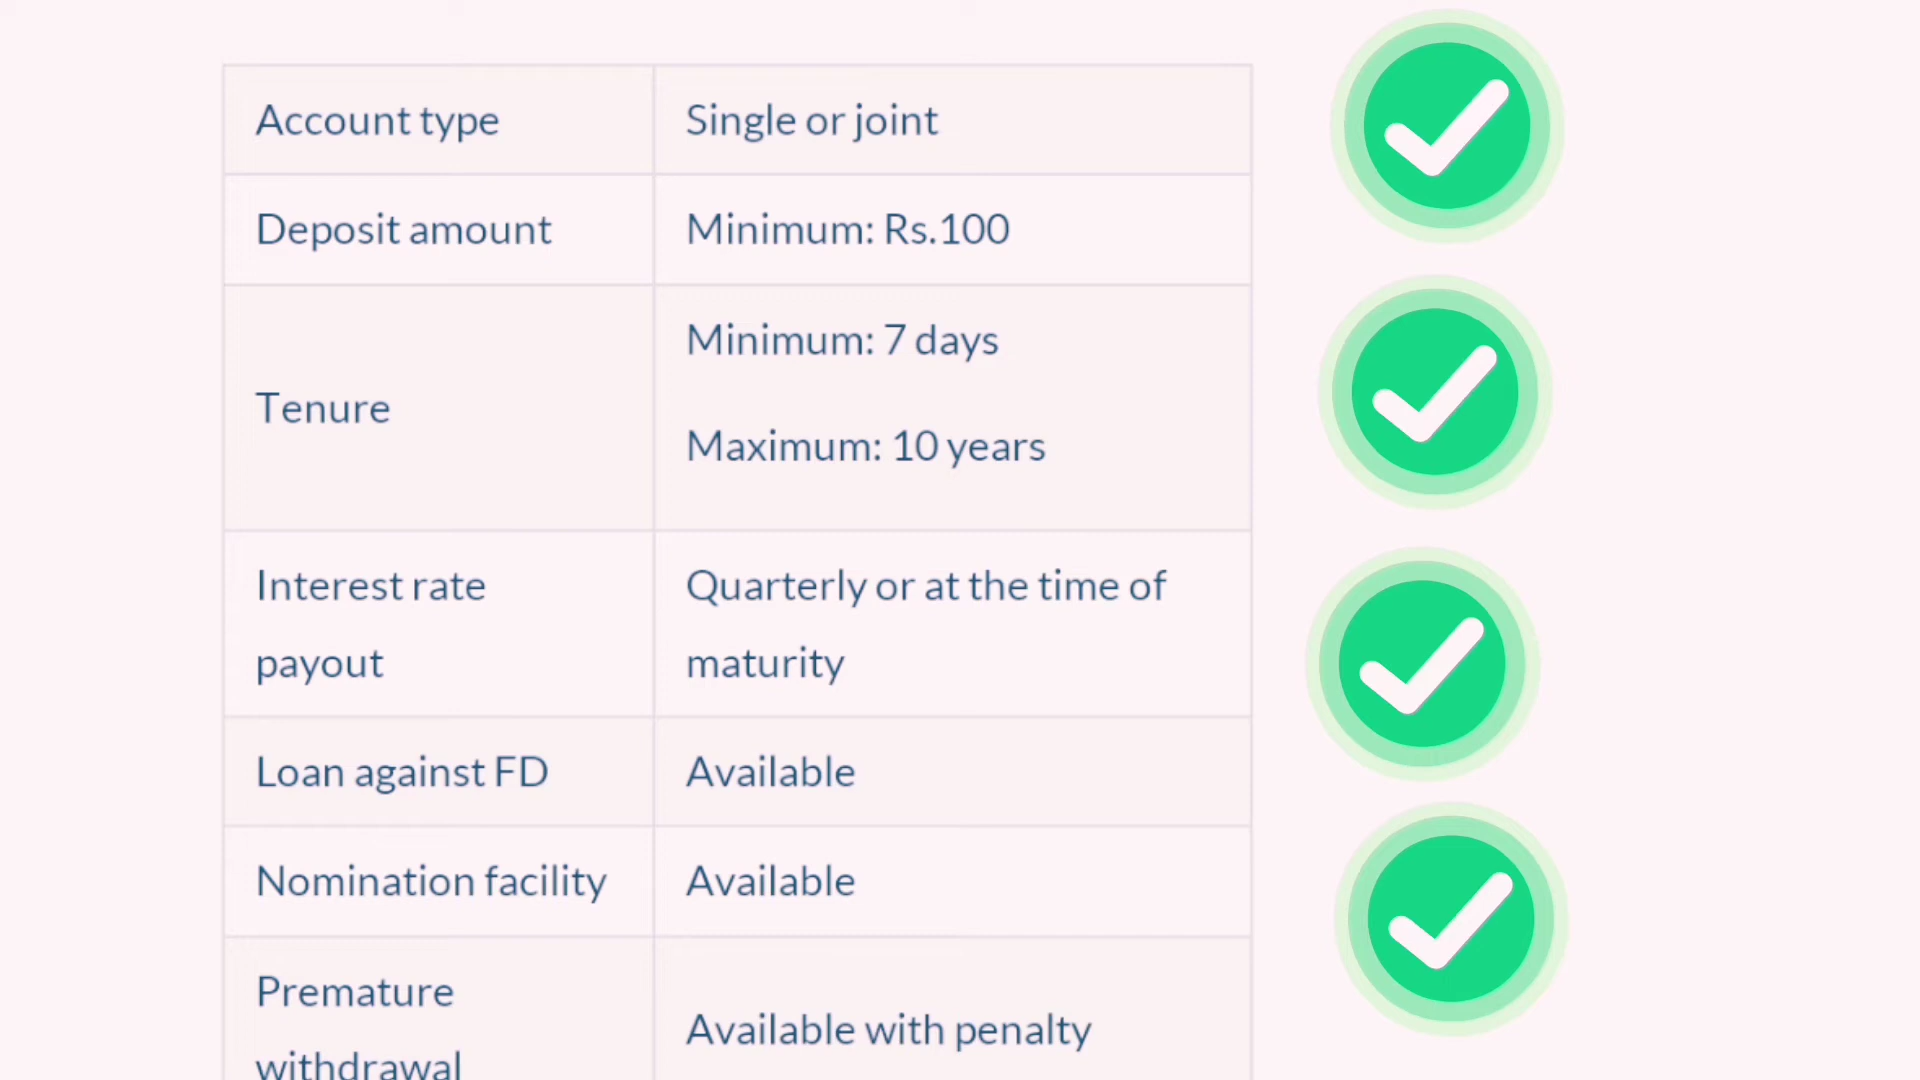 Account type
Single or joint
Deposit amount
Minimum: Rs.100
Tenure
Minimum: 7 days
Maximum: 10 years
Interest rate
payout
Quarterly or at the time of
maturity
Loan against FD
Available
Nomination facility
Available
Premature
withdrawal
Available with penalty